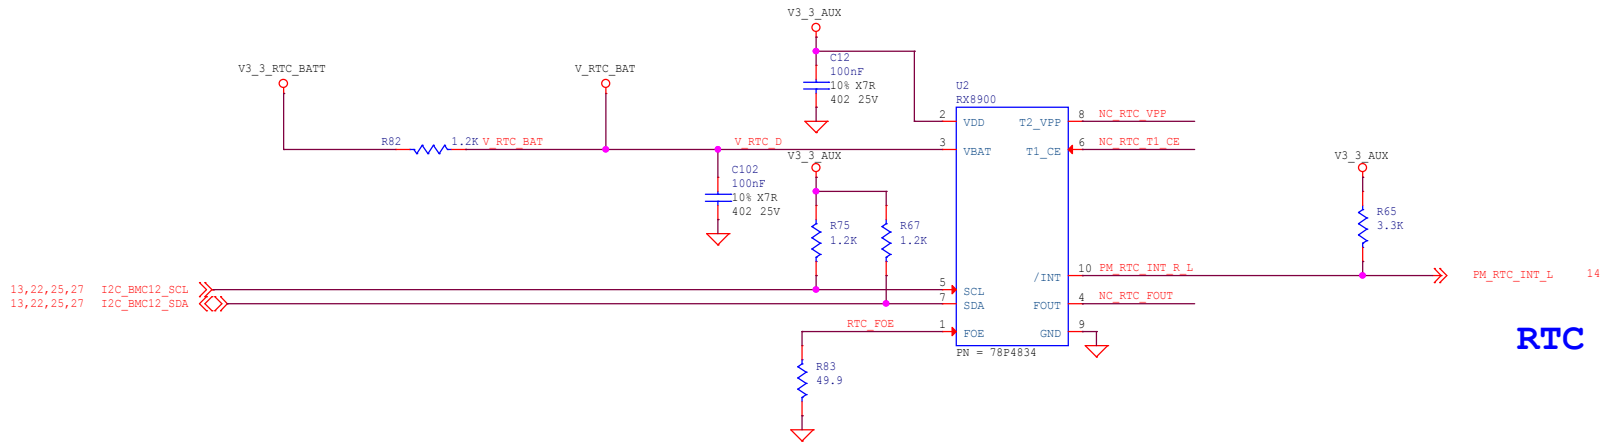 V3_3_AUX
C12
100nF
10% X7R
402 25V
V3_3_RTC_BATT
V_RTC_BAT
R82
1.2K
V_RTC_BAT
V_RTC_D
C102
100nF
10% X7R
402 25V
V3_3_AUX
R75
1.2K
R67
1.2K
U2
RX8900
2
VDD
T2_VPP
8
NC_RTC_VPP
3
VBAT
T1_CE
6
NC_RTC_T1_CE
V3_3_AUX
R65
3.3K
/INT
10
PM_RTC_INT_R_L
PM_RTC_INT_L
14
13,22,25,27
I2C_BMC12_SCL
5
SCL
13,22,25,27
I2C_BMC12_SDA
7
SDA
FOUT
4
NC_RTC_FOUT
RTC_FOE
1
FOE
GND
9
PN = 78P4834
R83
49.9
RTC